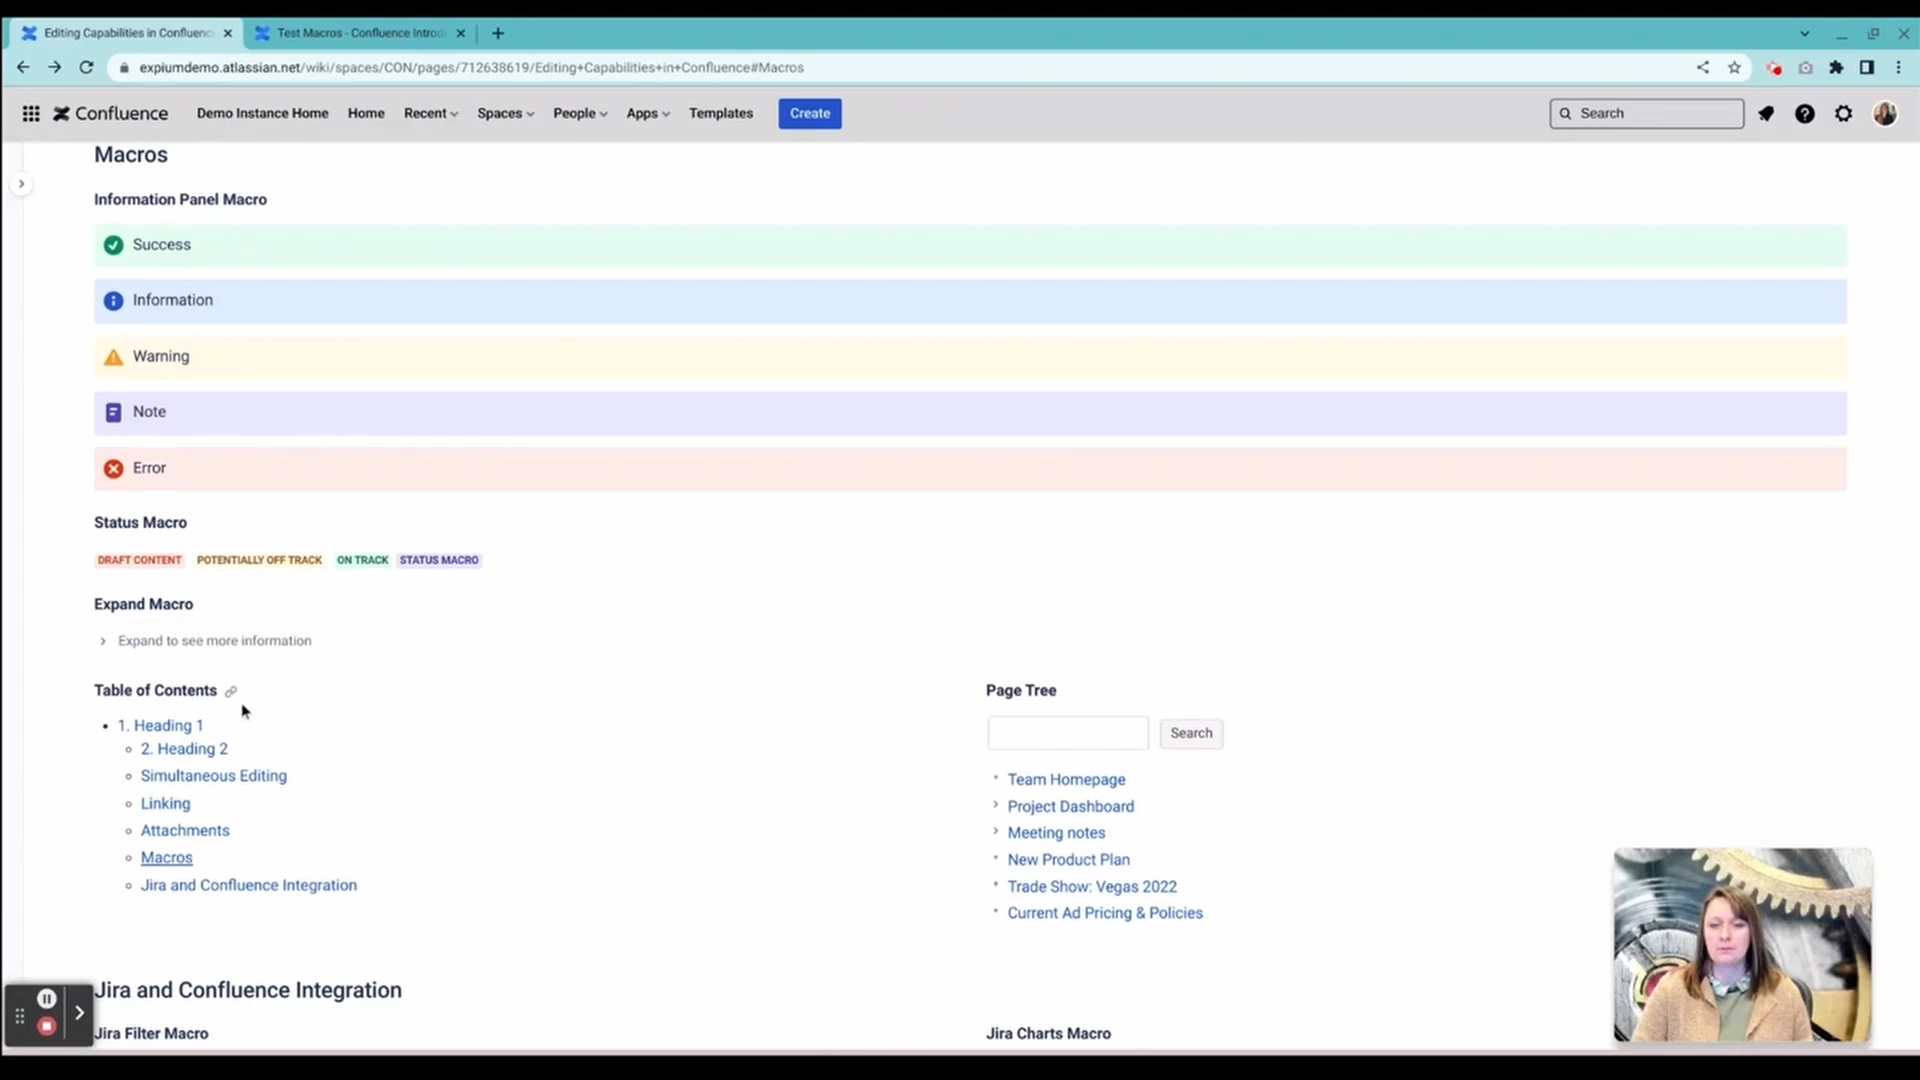 Editing Capabilities in Confluenc
Test Macros - Confluence Introd
expiumdemo.atlassian.net/wiki/spaces/CON/pages/712638619/Editing+Capabilities+in+Confluence#Macros
Confluence
Demo Instance Home
Home
Recent
Spaces
People
Apps
Templates
Create
Search
Macros
Information Panel Macro
Success
Information
Warning
Note
Error
Status Macro
DRAFT CONTENT POTENTIALLY OFF TRACK ON TRACK STATUS MACRO
Expand Macro
Expand to see more information
Table of Contents
1. Heading 1
2. Heading 2
Simultaneous Editing
Linking
Attachments
Macros
Jira and Confluence Integration
Page Tree
Search
Team Homepage
Project Dashboard
Meeting notes
New Product Plan
Trade Show: Vegas 2022
Current Ad Pricing & Policies
Jira and Confluence Integration
Jira Filter Macro
Jira Charts Macro